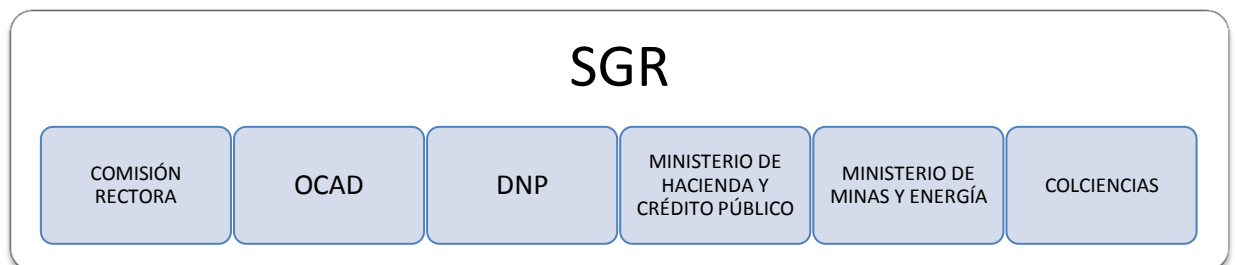 SGR
COMISIÓN
RECTORA
OCAD
DNP
MINISTERIO DE
HACIENDA Y
CRÉDITO PÚBLICO
MINISTERIO DE
MINAS Y ENERGÍA
COLCIENCIAS